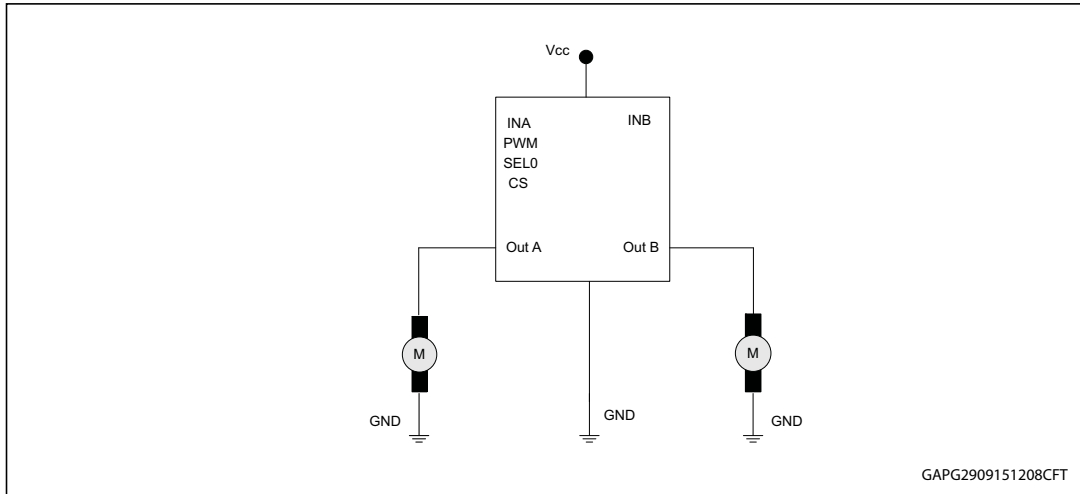 Vcc
INA
INB
PWM
SEL0
CS
Out A
Out B
M
M
GND
GND
GND
GAPG2909151208CFT